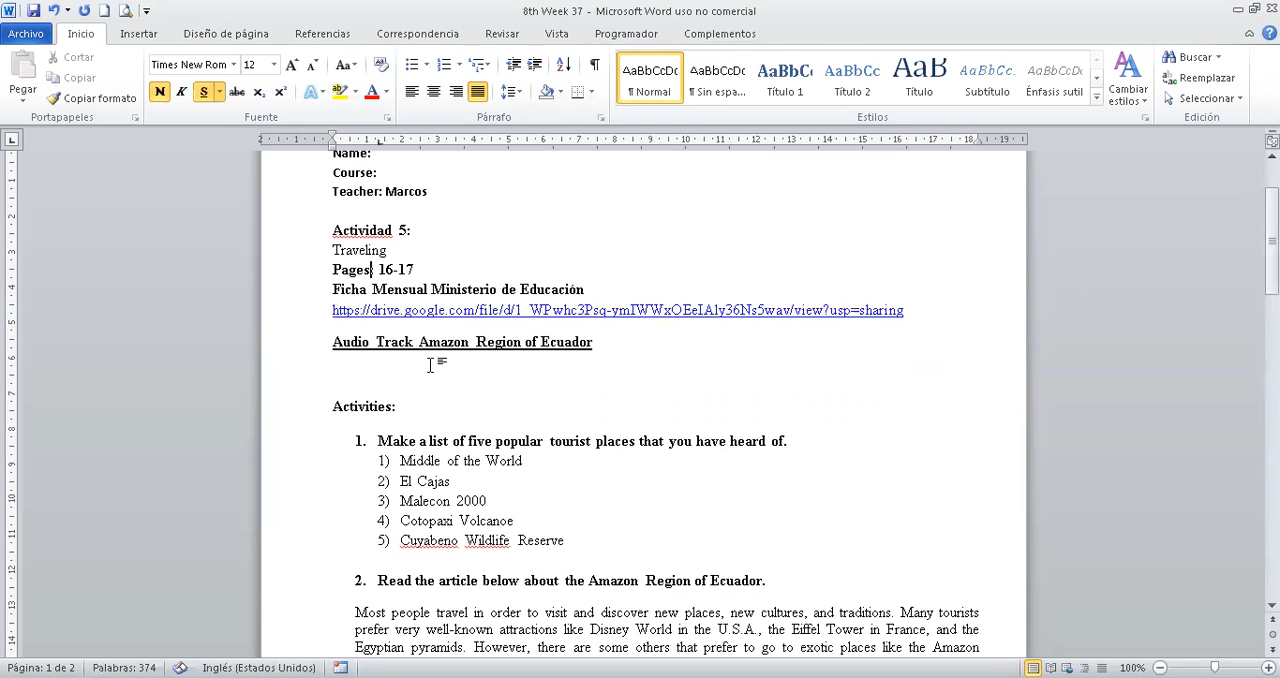 8th Week 37 - Microsoft Word uso no comercial
Archivo Inicio Insertar Diseño de página Referencias Correspondencia Revisar Vista Programador Complementos
Cortar
Copiar
Copiar formato
Pegar
Portapapeles
Times New Rom 12
Fuente
Párrafo
AaBbCcDc AaBbCcDc AaBbC AaBbCc AaB AaBbCc. AaBbCcDc
¶ Normal ¶ Sin espa... Título 1 Título 2 Título Subtítulo Énfasis sutil
Estilos
Cambiar estilos
Buscar
Reemplazar
Seleccionar
Edición
Name:
Course:
Teacher: Marcos
Actividad 5:
Traveling
Pages: 16-17
Ficha Mensual Ministerio de Educación
https://drive.google.com/file/d/1_WPwhc3Psq-ymIWWxOEeIAly36Ns5wav/view?usp=sharing
Audio Track Amazon Region of Ecuador
Activities:
1. Make a list of five popular tourist places that you have heard of.
1) Middle of the World
2) El Cajas
3) Malecon 2000
4) Cotopaxi Volcanoe
5) Cuyabeno Wildlife Reserve
2. Read the article below about the Amazon Region of Ecuador.
Most people travel in order to visit and discover new places, new cultures, and traditions. Many tourists
prefer very well-known attractions like Disney World in the U.S.A., the Eiffel Tower in France, and the
Egyptian pyramids. However, there are some others that prefer to go to exotic places like the Amazon
Página: 1 de 2 Palabras: 374 Inglés (Estados Unidos) 100%